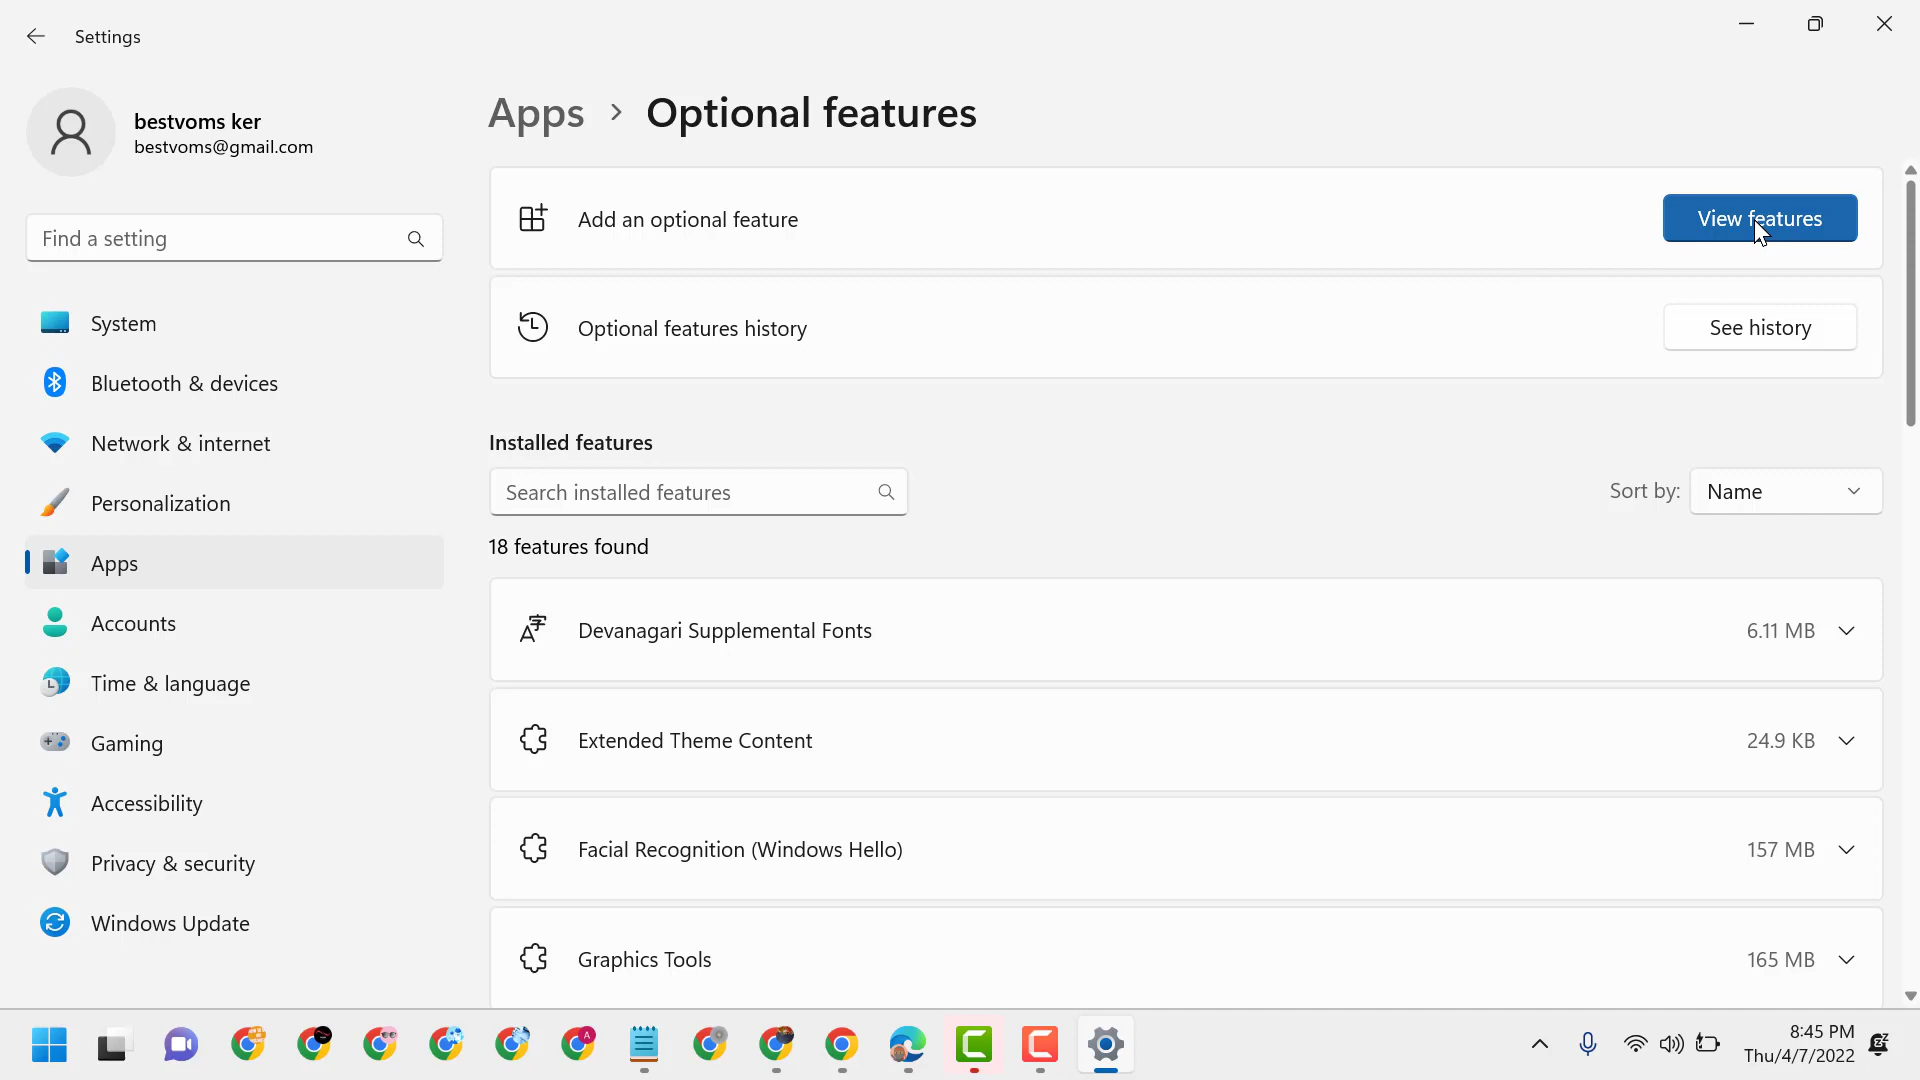 Settings
bestvoms ker
bestvoms@gmail.com
Find a setting
System
Bluetooth & devices
Network & internet
Personalization
Apps
Accounts
Time & language
Gaming
Accessibility
Privacy & security
Windows Update
Apps > Optional features
Add an optional feature
View features
Optional features history
See history
Installed features
Search installed features
Sort by: Name
18 features found
Devanagari Supplemental Fonts 6.11 MB
Extended Theme Content 24.9 KB
Facial Recognition (Windows Hello) 157 MB
Graphics Tools 165 MB
8:45 PM
Thu/4/7/2022